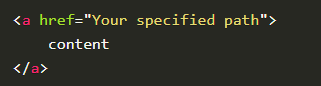 <a href="Your specified path">
content
</a>